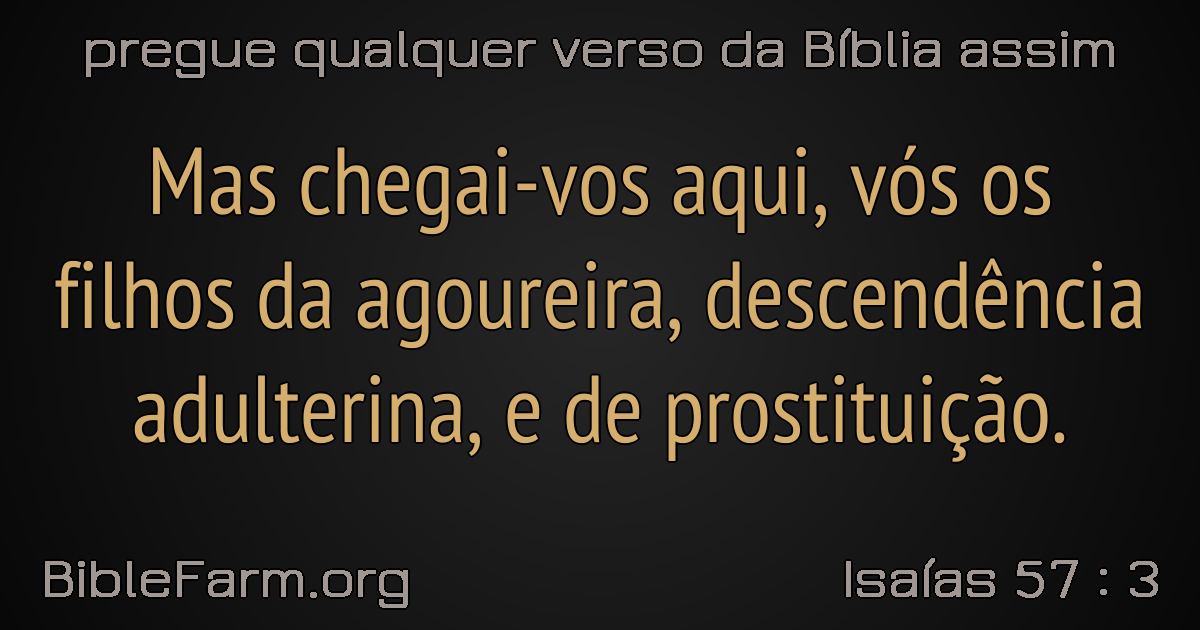 pregue qualquer verso da Bíblia assim
Mas chegai-vos aqui, vós os
filhos da agoureira, descendência
adulterina, e de prostituição.
BibleFarm.org
Isaías 57 : 3